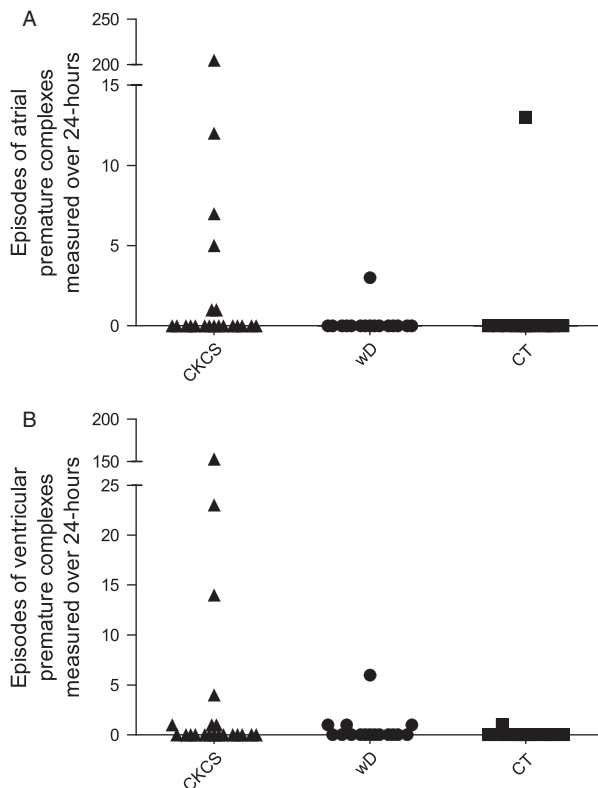 A
Episodes of atrial
premature complexes
measured over 24-hours
250
200
15
10
5
0
CKCS
wD
CT
B
Episodes of ventricular
premature complexes
measured over 24-hours
200
150
25
20
15
10
5
0
CKCS
wD
CT